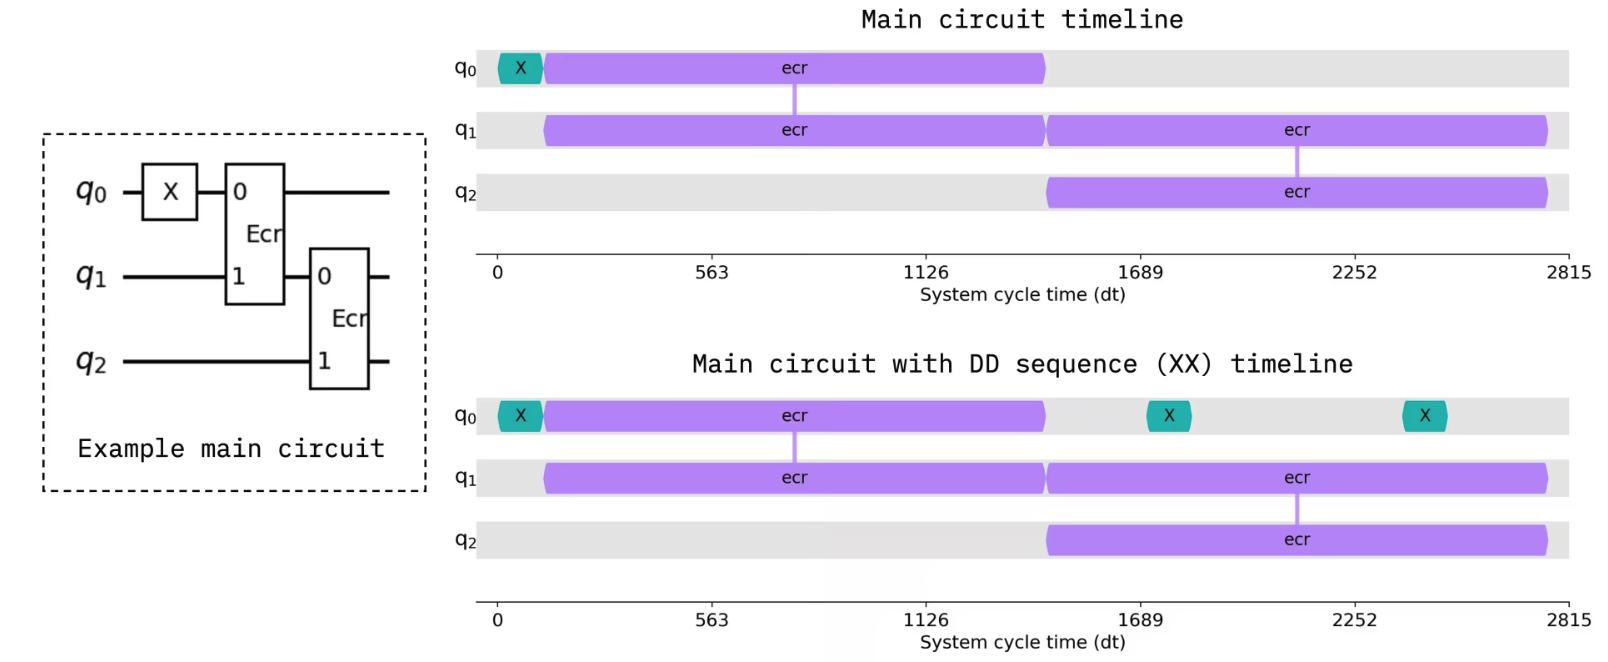 q0 X 0
Ecr
q1 1 0
Ecr
q2 1
Example main circuit
Main circuit timeline
q0 X ecr
q1 ecr ecr
q2 ecr
0 563 1126 1689 2252 2815
System cycle time (dt)
Main circuit with DD sequence (XX) timeline
q0 X ecr X X
q1 ecr ecr
q2 ecr
0 563 1126 1689 2252 2815
System cycle time (dt)